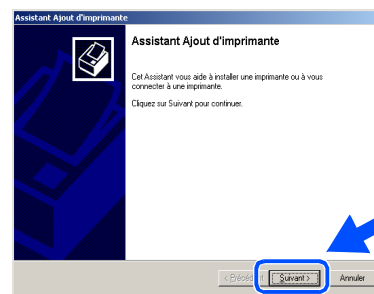 Assistant Ajout d'imprimante
Assistant Ajout d'imprimante
Cet Assistant vous aide à installer une imprimante ou à vous
connecter à une imprimante.
Cliquez sur Suivant pour continuer.
Suivant > Annuler